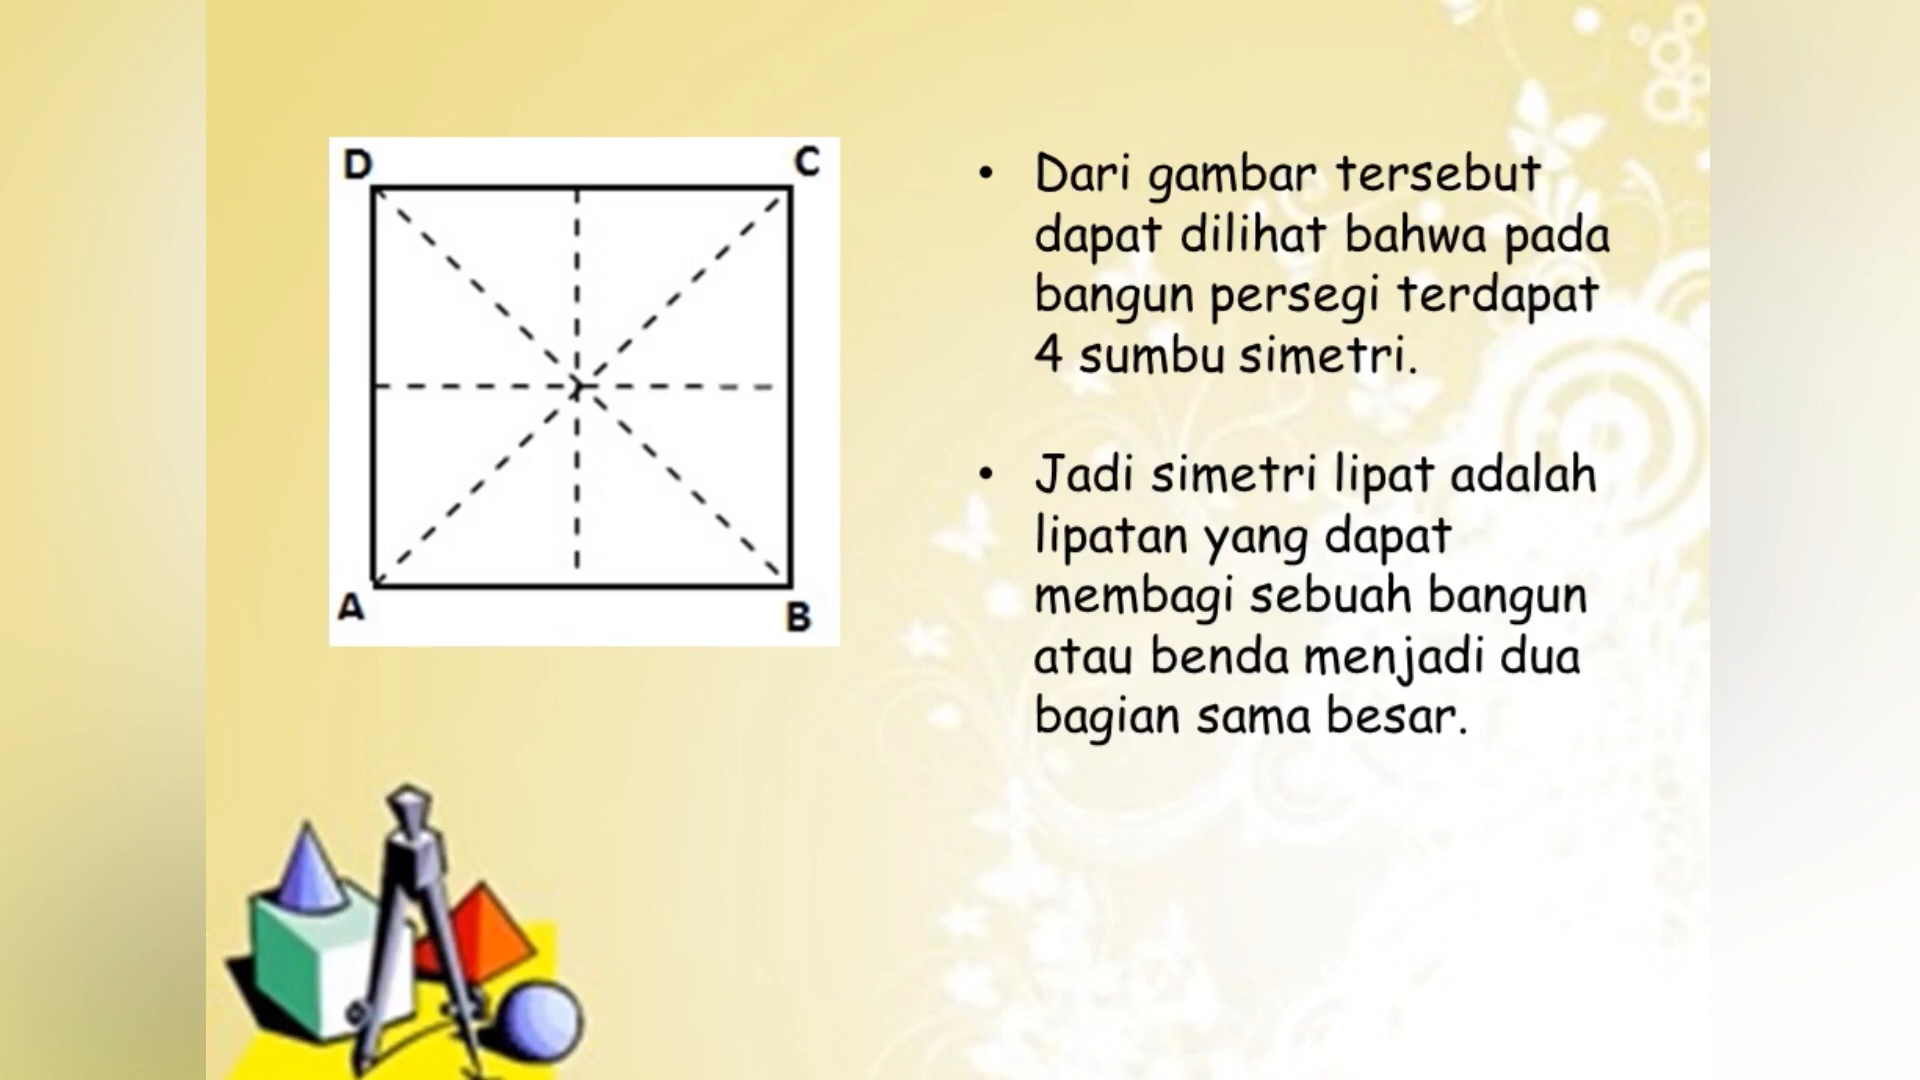 D
C
A
B
• Dari gambar tersebut
dapat dilihat bahwa pada
bangun persegi terdapat
4 sumbu simetri.
• Jadi simetri lipat adalah
lipatan yang dapat
membagi sebuah bangun
atau benda menjadi dua
bagian sama besar.